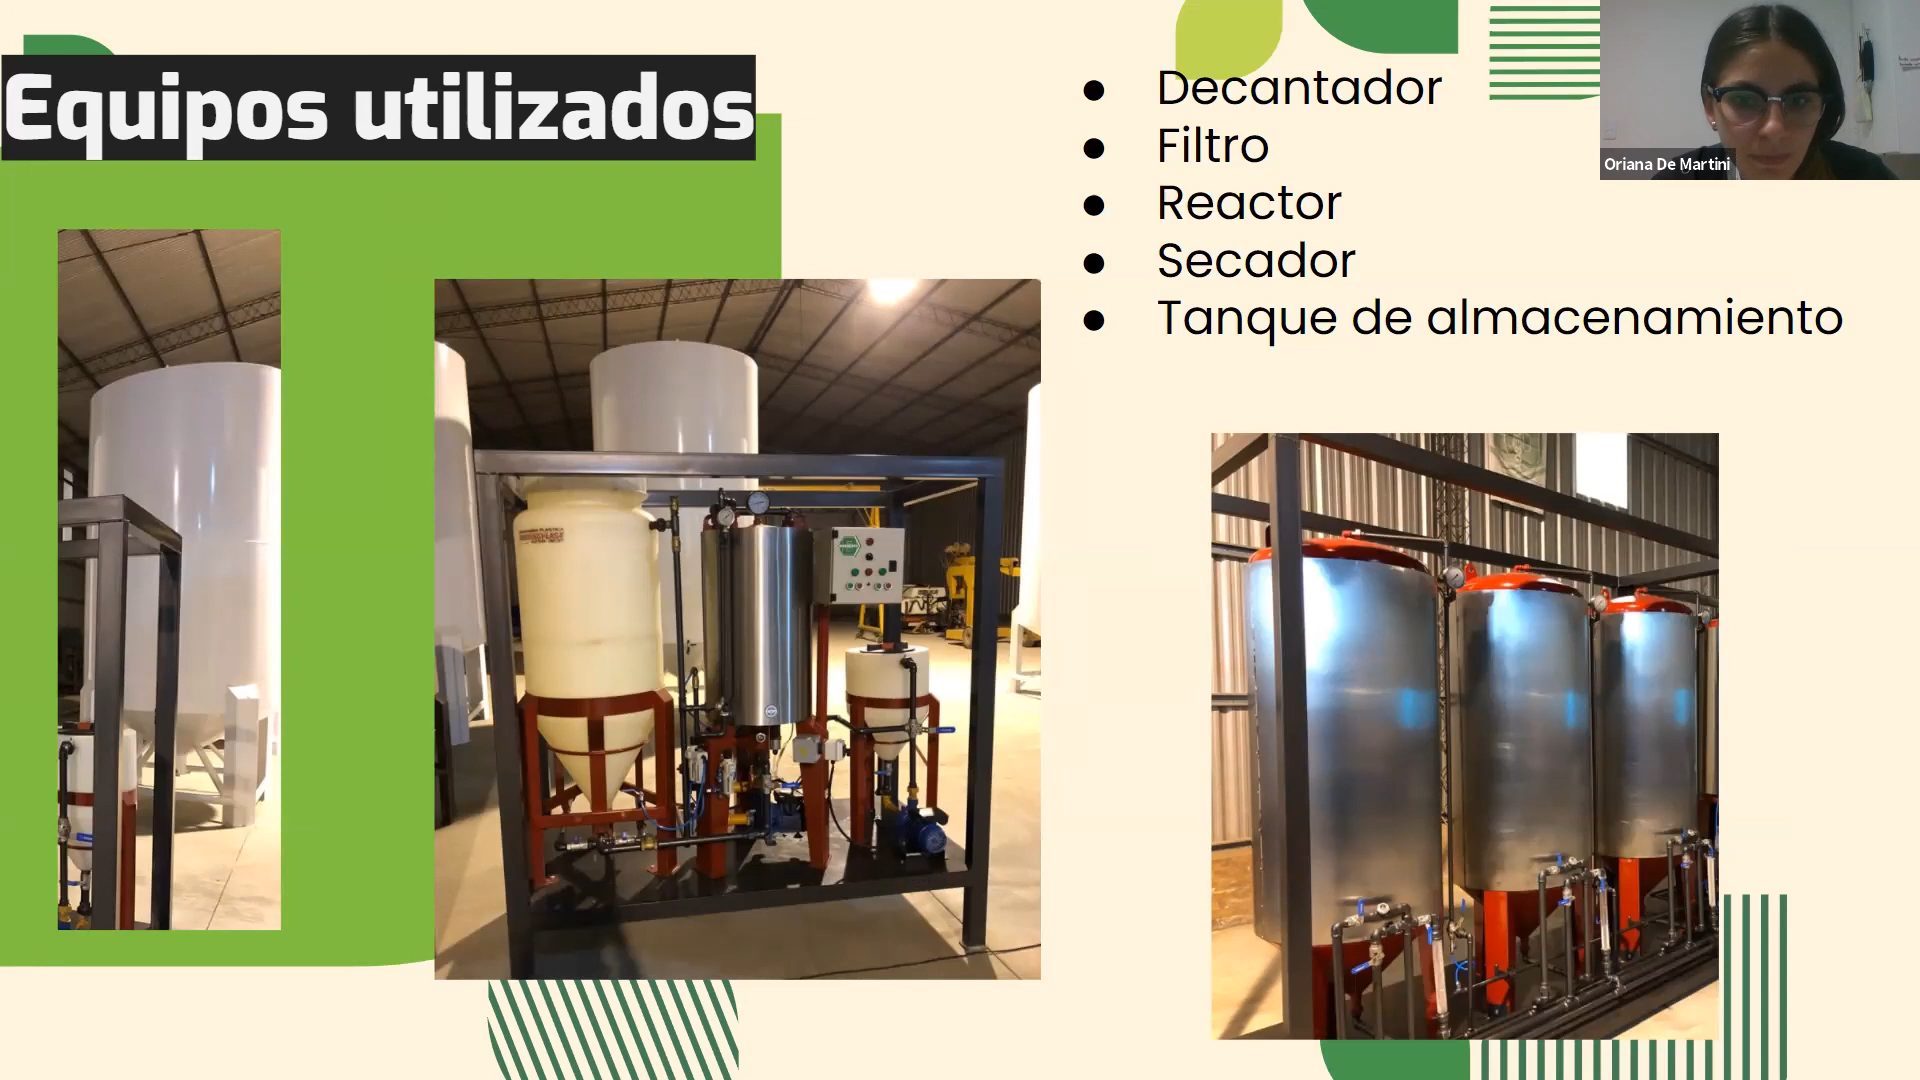 Equipos utilizados
● Decantador
● Filtro
● Reactor
● Secador
● Tanque de almacenamiento
Oriana De Martini